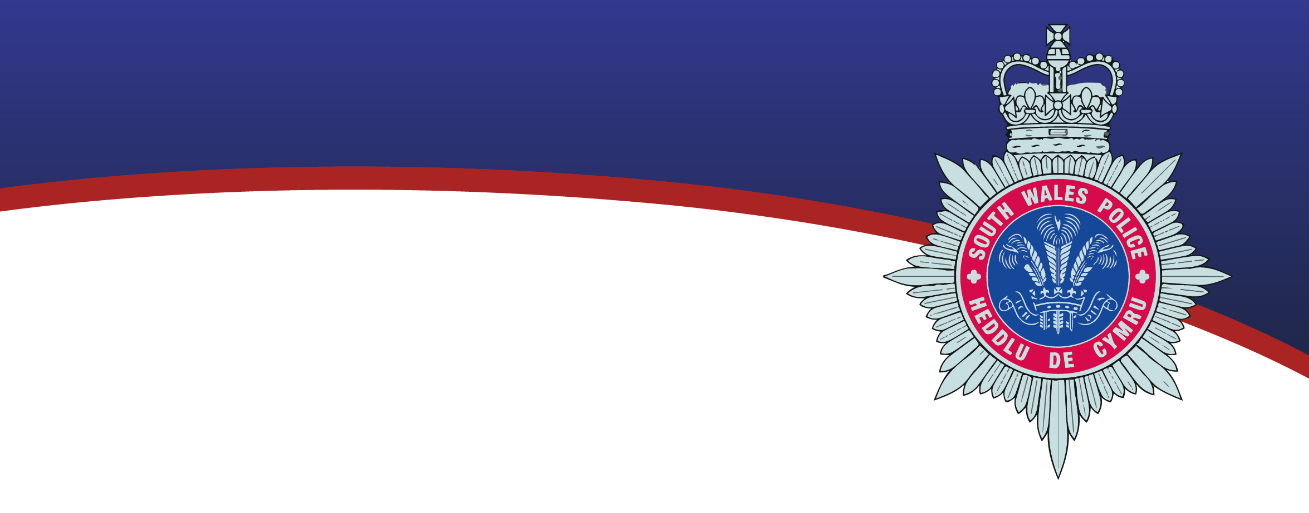 SOUTH WALES POLICE
HEDDLU DE CYMRU